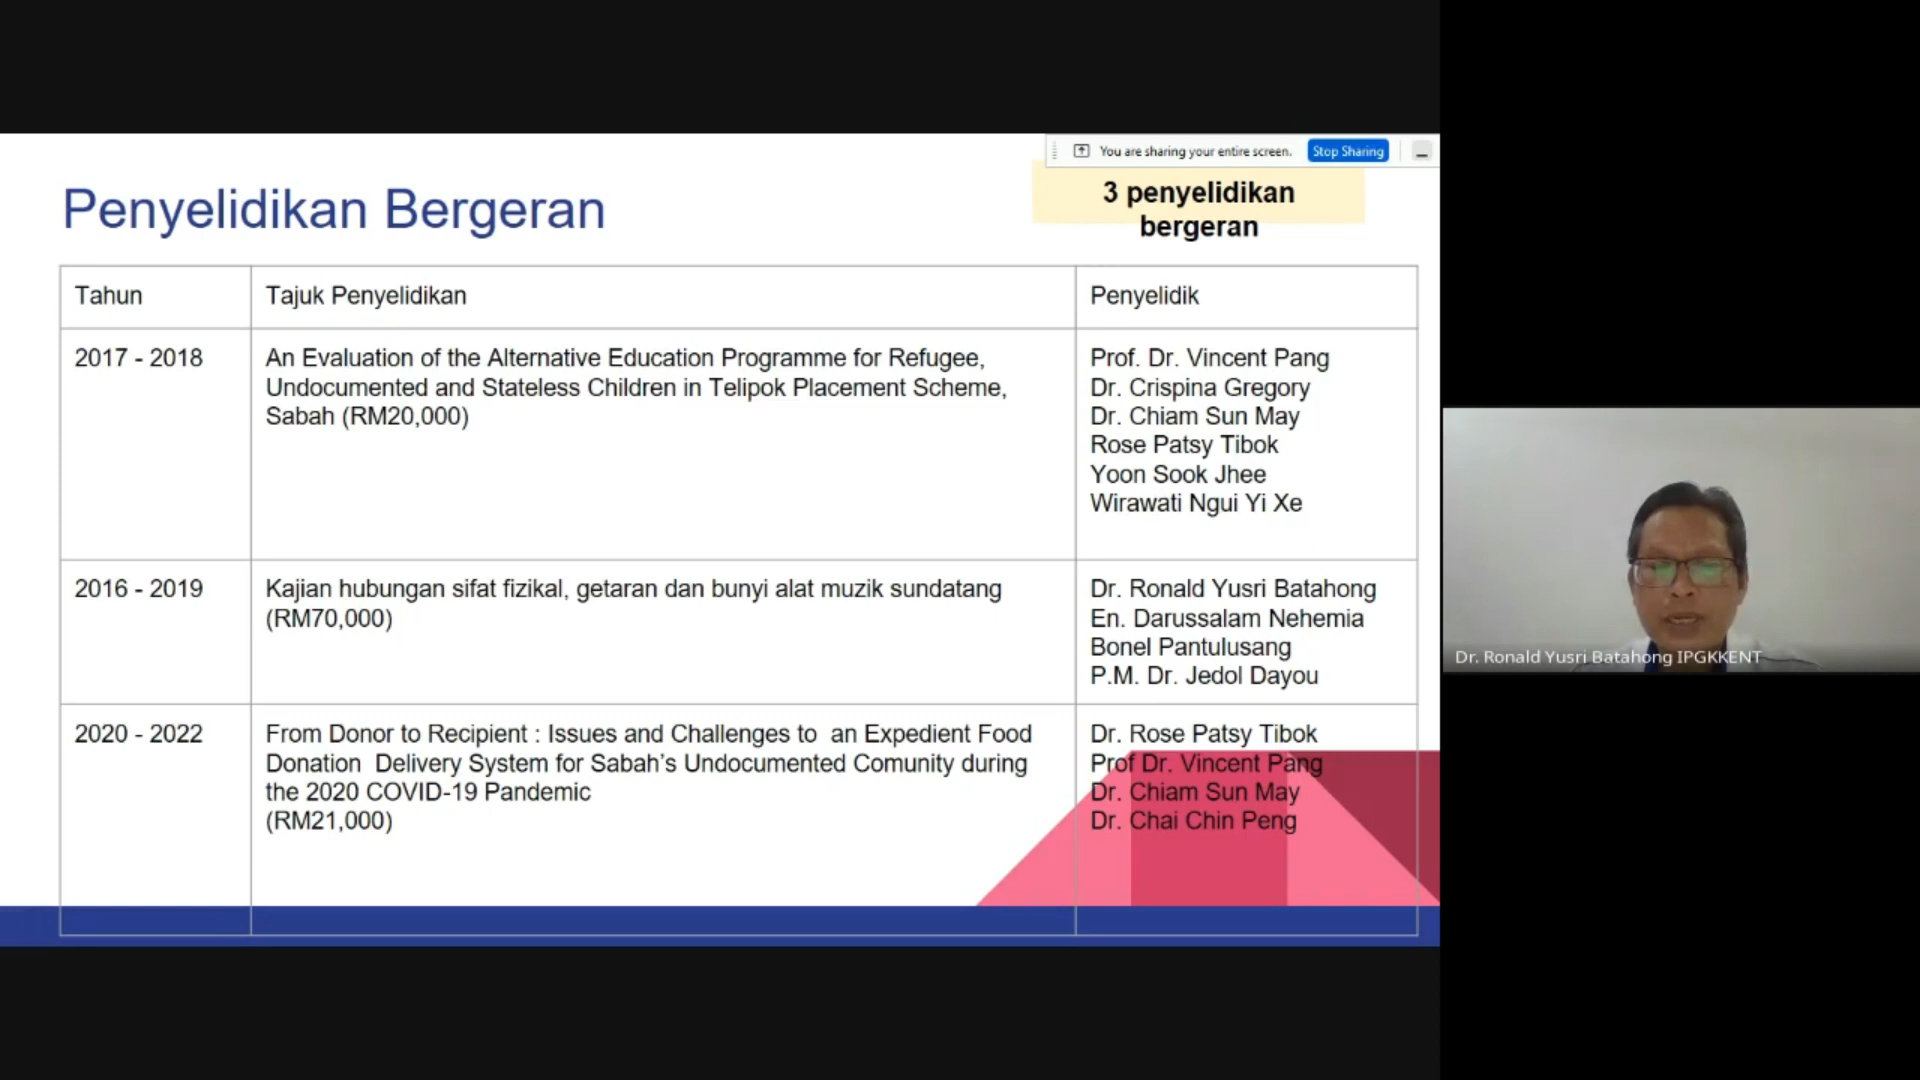 You are sharing your entire screen.
Stop Sharing
Penyelidikan Bergeran
3 penyelidikan
bergeran
Tahun
Tajuk Penyelidikan
Penyelidik
2017 - 2018
An Evaluation of the Alternative Education Programme for Refugee,
Undocumented and Stateless Children in Telipok Placement Scheme,
Sabah (RM20,000)
Prof. Dr. Vincent Pang
Dr. Crispina Gregory
Dr. Chiam Sun May
Rose Patsy Tibok
Yoon Sook Jhee
Wirawati Ngui Yi Xe
2016 - 2019
Kajian hubungan sifat fizikal, getaran dan bunyi alat muzik sundatang
(RM70,000)
Dr. Ronald Yusri Batahong
En. Darussalam Nehemia
Bonel Pantulusang
P.M. Dr. Jedol Dayou
2020 - 2022
From Donor to Recipient : Issues and Challenges to  an Expedient Food
Donation  Delivery System for Sabah’s Undocumented Comunity during
the 2020 COVID-19 Pandemic
(RM21,000)
Dr. Rose Patsy Tibok
Prof Dr. Vincent Pang
Dr. Chiam Sun May
Dr. Chai Chin Peng
Dr. Ronald Yusri Batahong IPGKKENT